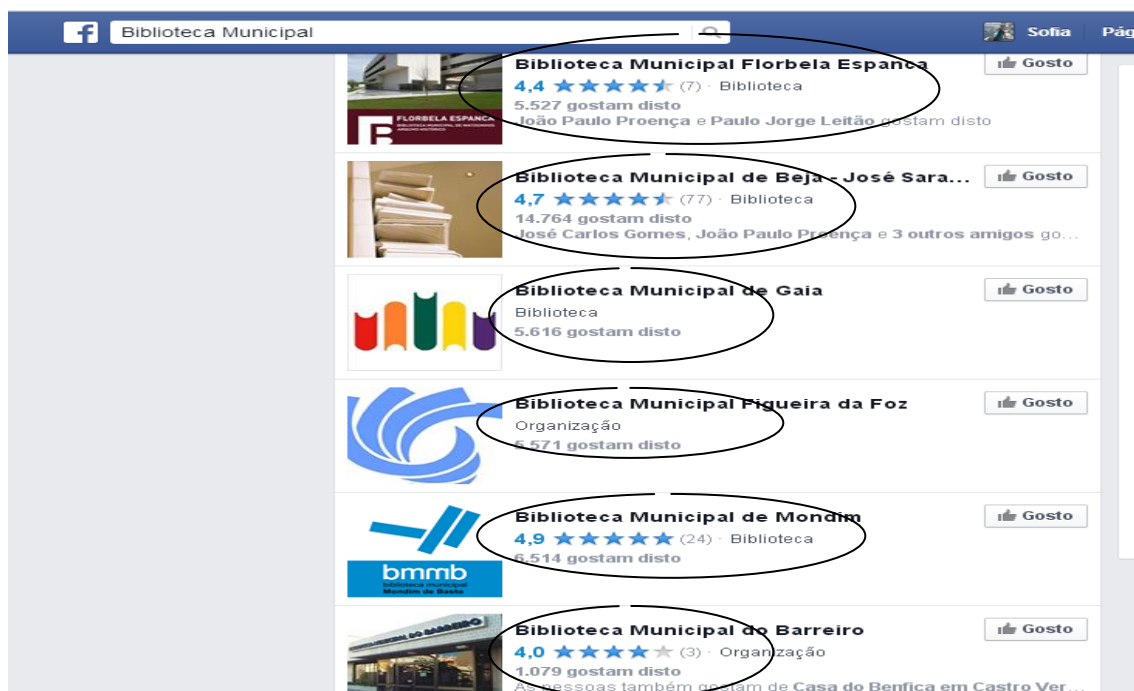 Biblioteca Municipal
Sofia
Pág
Biblioteca Municipal Florbela Espanca
Gosto
4,4 (7) · Biblioteca
5.527 gostam disto
João Paulo Proença e Paulo Jorge Leitão gostam disto
FLORBELA ESPANCA
Biblioteca Municipal de Beja - José Sara...
Gosto
4,7 (77) · Biblioteca
14.764 gostam disto
José Carlos Gomes, João Paulo Proença e 3 outros amigos go...
Biblioteca Municipal de Gaia
Gosto
Biblioteca
5.616 gostam disto
Biblioteca Municipal Figueira da Foz
Gosto
Organização
5.571 gostam disto
Biblioteca Municipal de Mondim
Gosto
4,9 (24) · Biblioteca
6.514 gostam disto
bmmb
biblioteca municipal
Mondim de Basto
Biblioteca Municipal do Barreiro
Gosto
4,0 (3) · Organização
1.079 gostam disto
As pessoas também gostam de Casa do Benfica em Castro Ver...